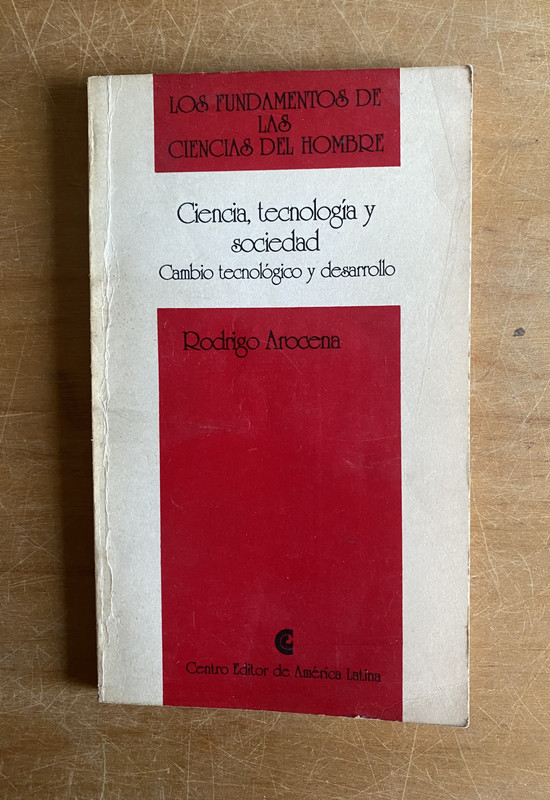 LOS FUNDAMENTOS DE
LAS
CIENCIAS DEL HOMBRE
Ciencia, tecnología y
sociedad
Cambio tecnológico y desarrollo
Rodrigo Arocena
Centro Editor de América Latina